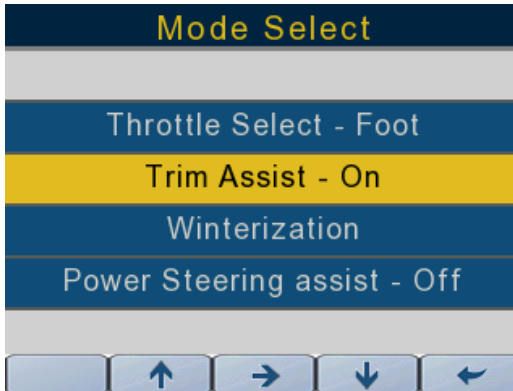 Mode Select
Throttle Select - Foot
Trim Assist - On
Winterization
Power Steering assist - Off